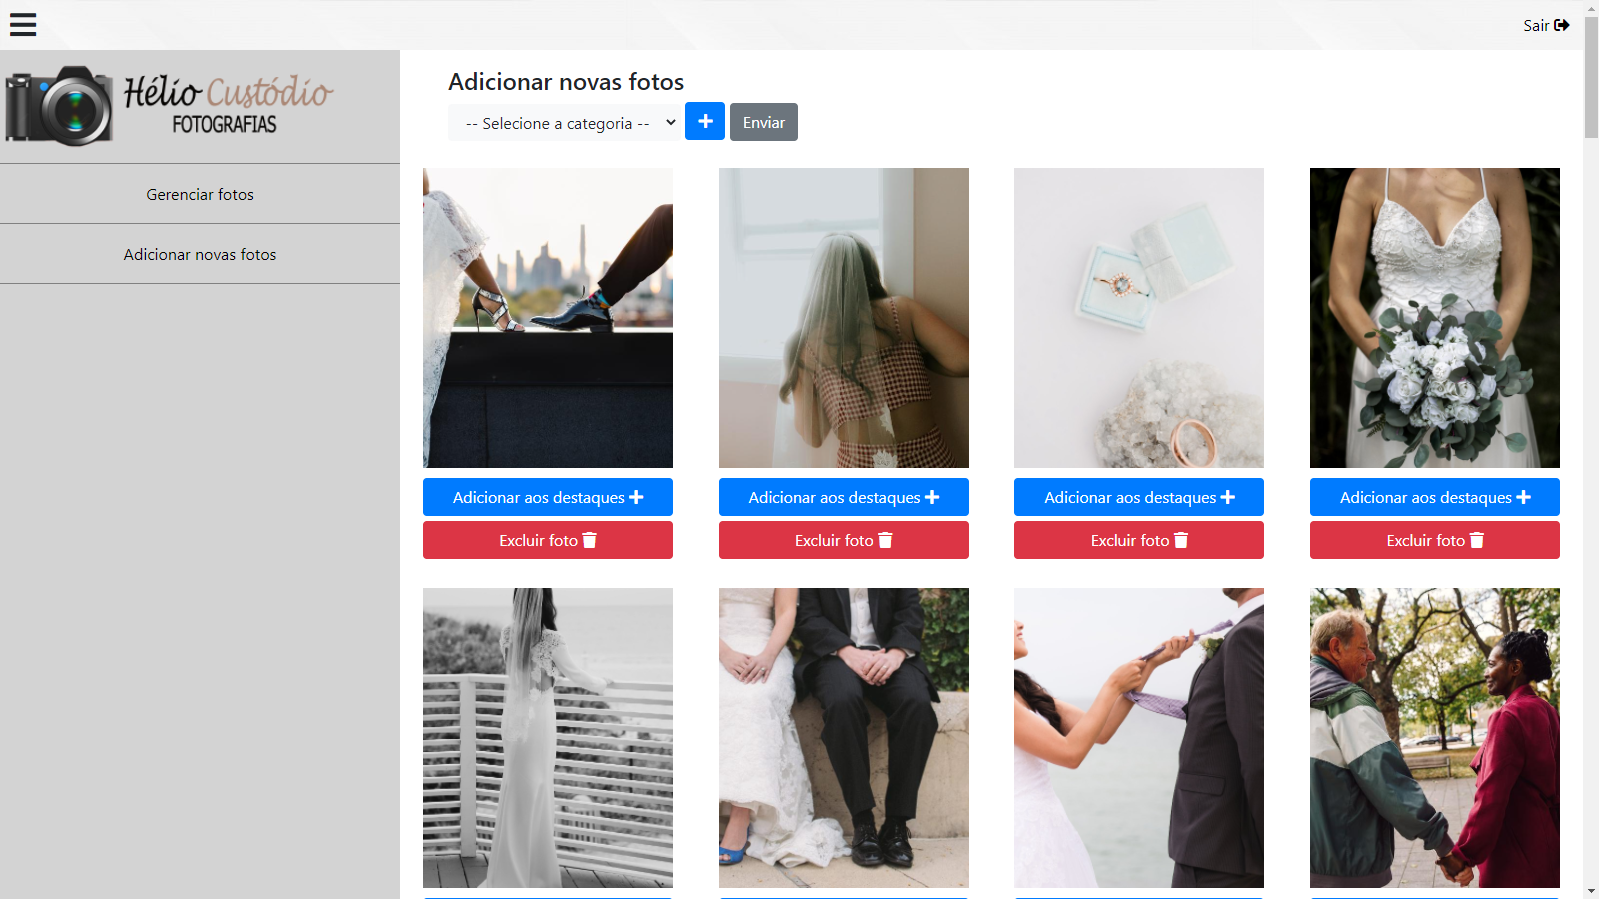 Sair
Hélio Custódio
FOTOGRAFIAS
Gerenciar fotos
Adicionar novas fotos
Adicionar novas fotos
-- Selecione a categoria --
Enviar
Adicionar aos destaques
Adicionar aos destaques
Adicionar aos destaques
Adicionar aos destaques
Excluir foto
Excluir foto
Excluir foto
Excluir foto